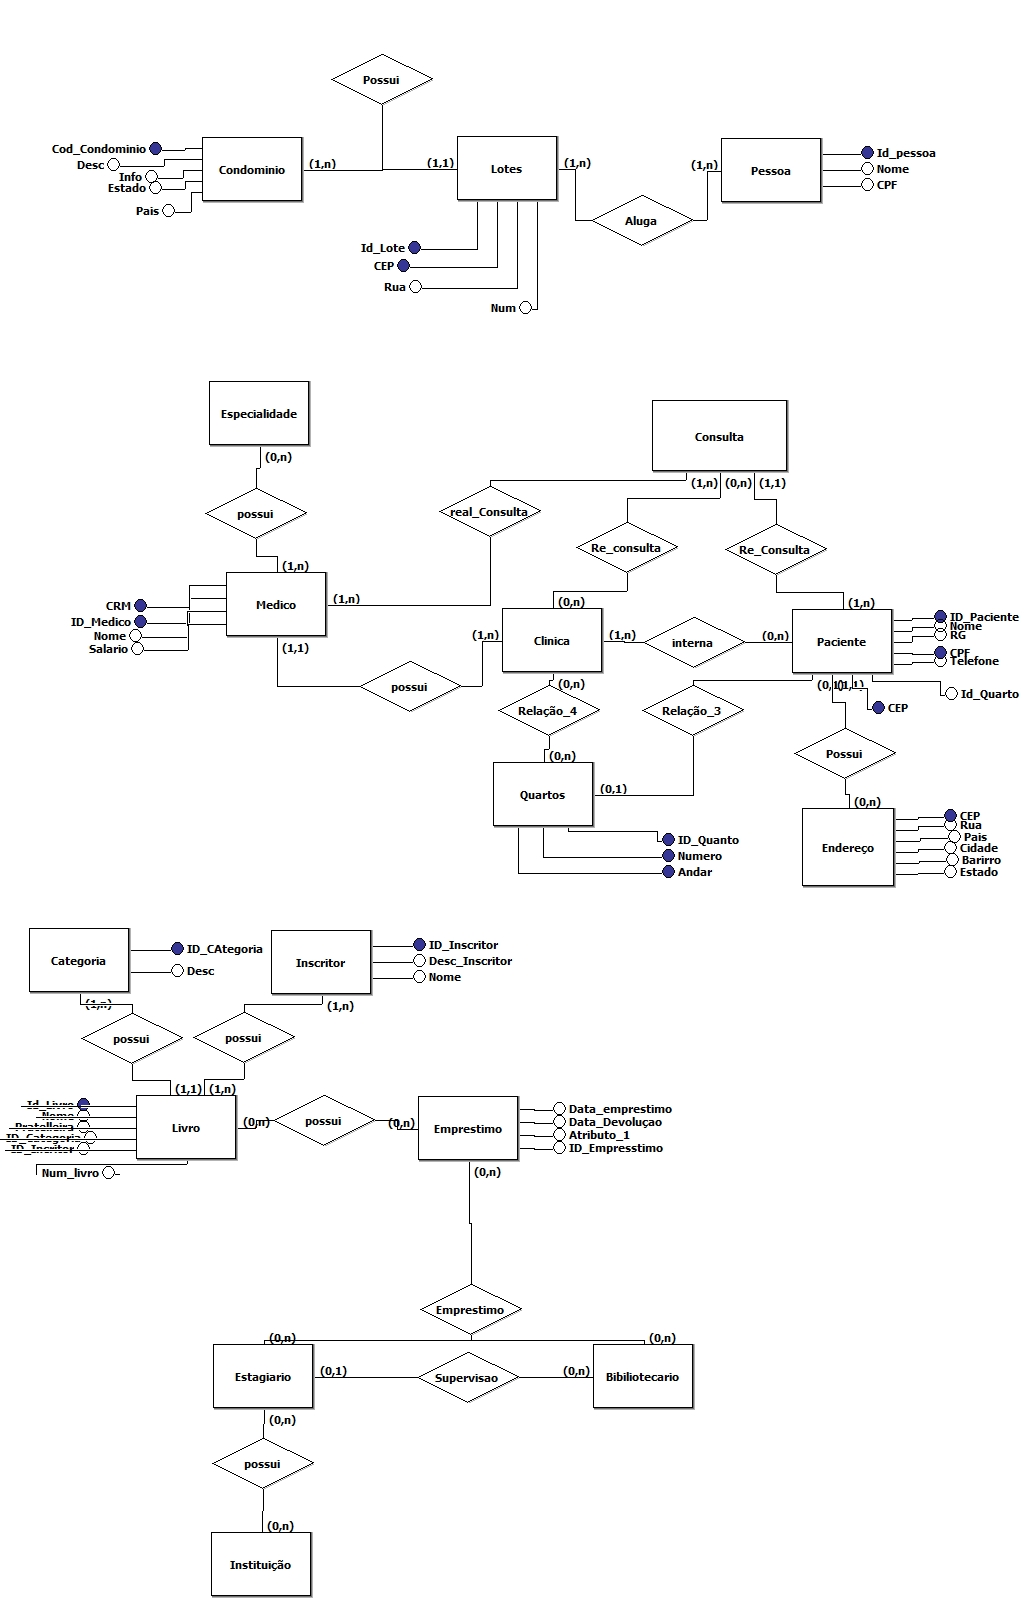 Possui
Cod_Condominio
Desc
Info
Estado
Pais
Condominio
(1,n)
(1,1)
Lotes
(1,n)
(1,n)
Pessoa
Id_pessoa
Nome
CPF
Aluga
Id_Lote
CEP
Rua
Num
Especialidade
(0,n)
possui
(1,n)
Consulta
(1,n)
(0,n)
(1,1)
real_Consulta
Re_consulta
Re_Consulta
CRM
ID_Medico
Nome
Salario
Medico
(1,n)
(1,1)
(0,n)
(1,n)
Clinica
(1,n)
interna
(0,n)
(1,n)
Paciente
ID_Paciente
Nome
RG
CPF
Telefone
Id_Quarto
CEP
possui
(0,n)
Relação_4
Relação_3
(0,1)
(1,1)
Possui
(0,n)
Quartos
(0,1)
(0,n)
Endereço
CEP
Rua
Pais
Cidade
Barirro
Estado
ID_Quanto
Numero
Andar
Categoria
ID_CAtegoria
Desc
Inscritor
ID_Inscritor
Desc_Inscritor
Nome
(1,n)
(1,n)
possui
possui
(1,1)
(1,n)
Id_Livro
Nome
Pratelleira
ID_Categoria
ID_Incritor
Num_livro
Livro
(0,n)
possui
(0,n)
Emprestimo
Data_emprestimo
Data_Devoluçao
Atributo_1
ID_Empresstimo
(0,n)
Emprestimo
(0,n)
(0,n)
Estagiario
(0,1)
Supervisao
(0,n)
Bibiliotecario
(0,n)
possui
(0,n)
Instituição